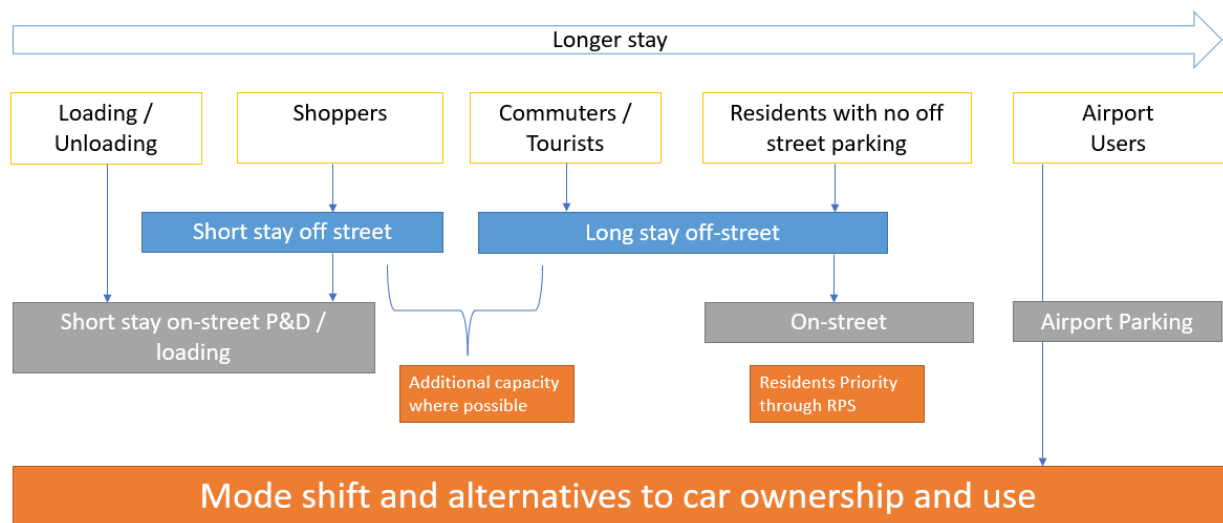 Longer stay
Loading /
Unloading
Shoppers
Commuters /
Tourists
Residents with no off
street parking
Airport
Users
Short stay off street
Long stay off-street
Short stay on-street P&D /
loading
On-street
Airport Parking
Additional capacity
where possible
Residents Priority
through RPS
Mode shift and alternatives to car ownership and use